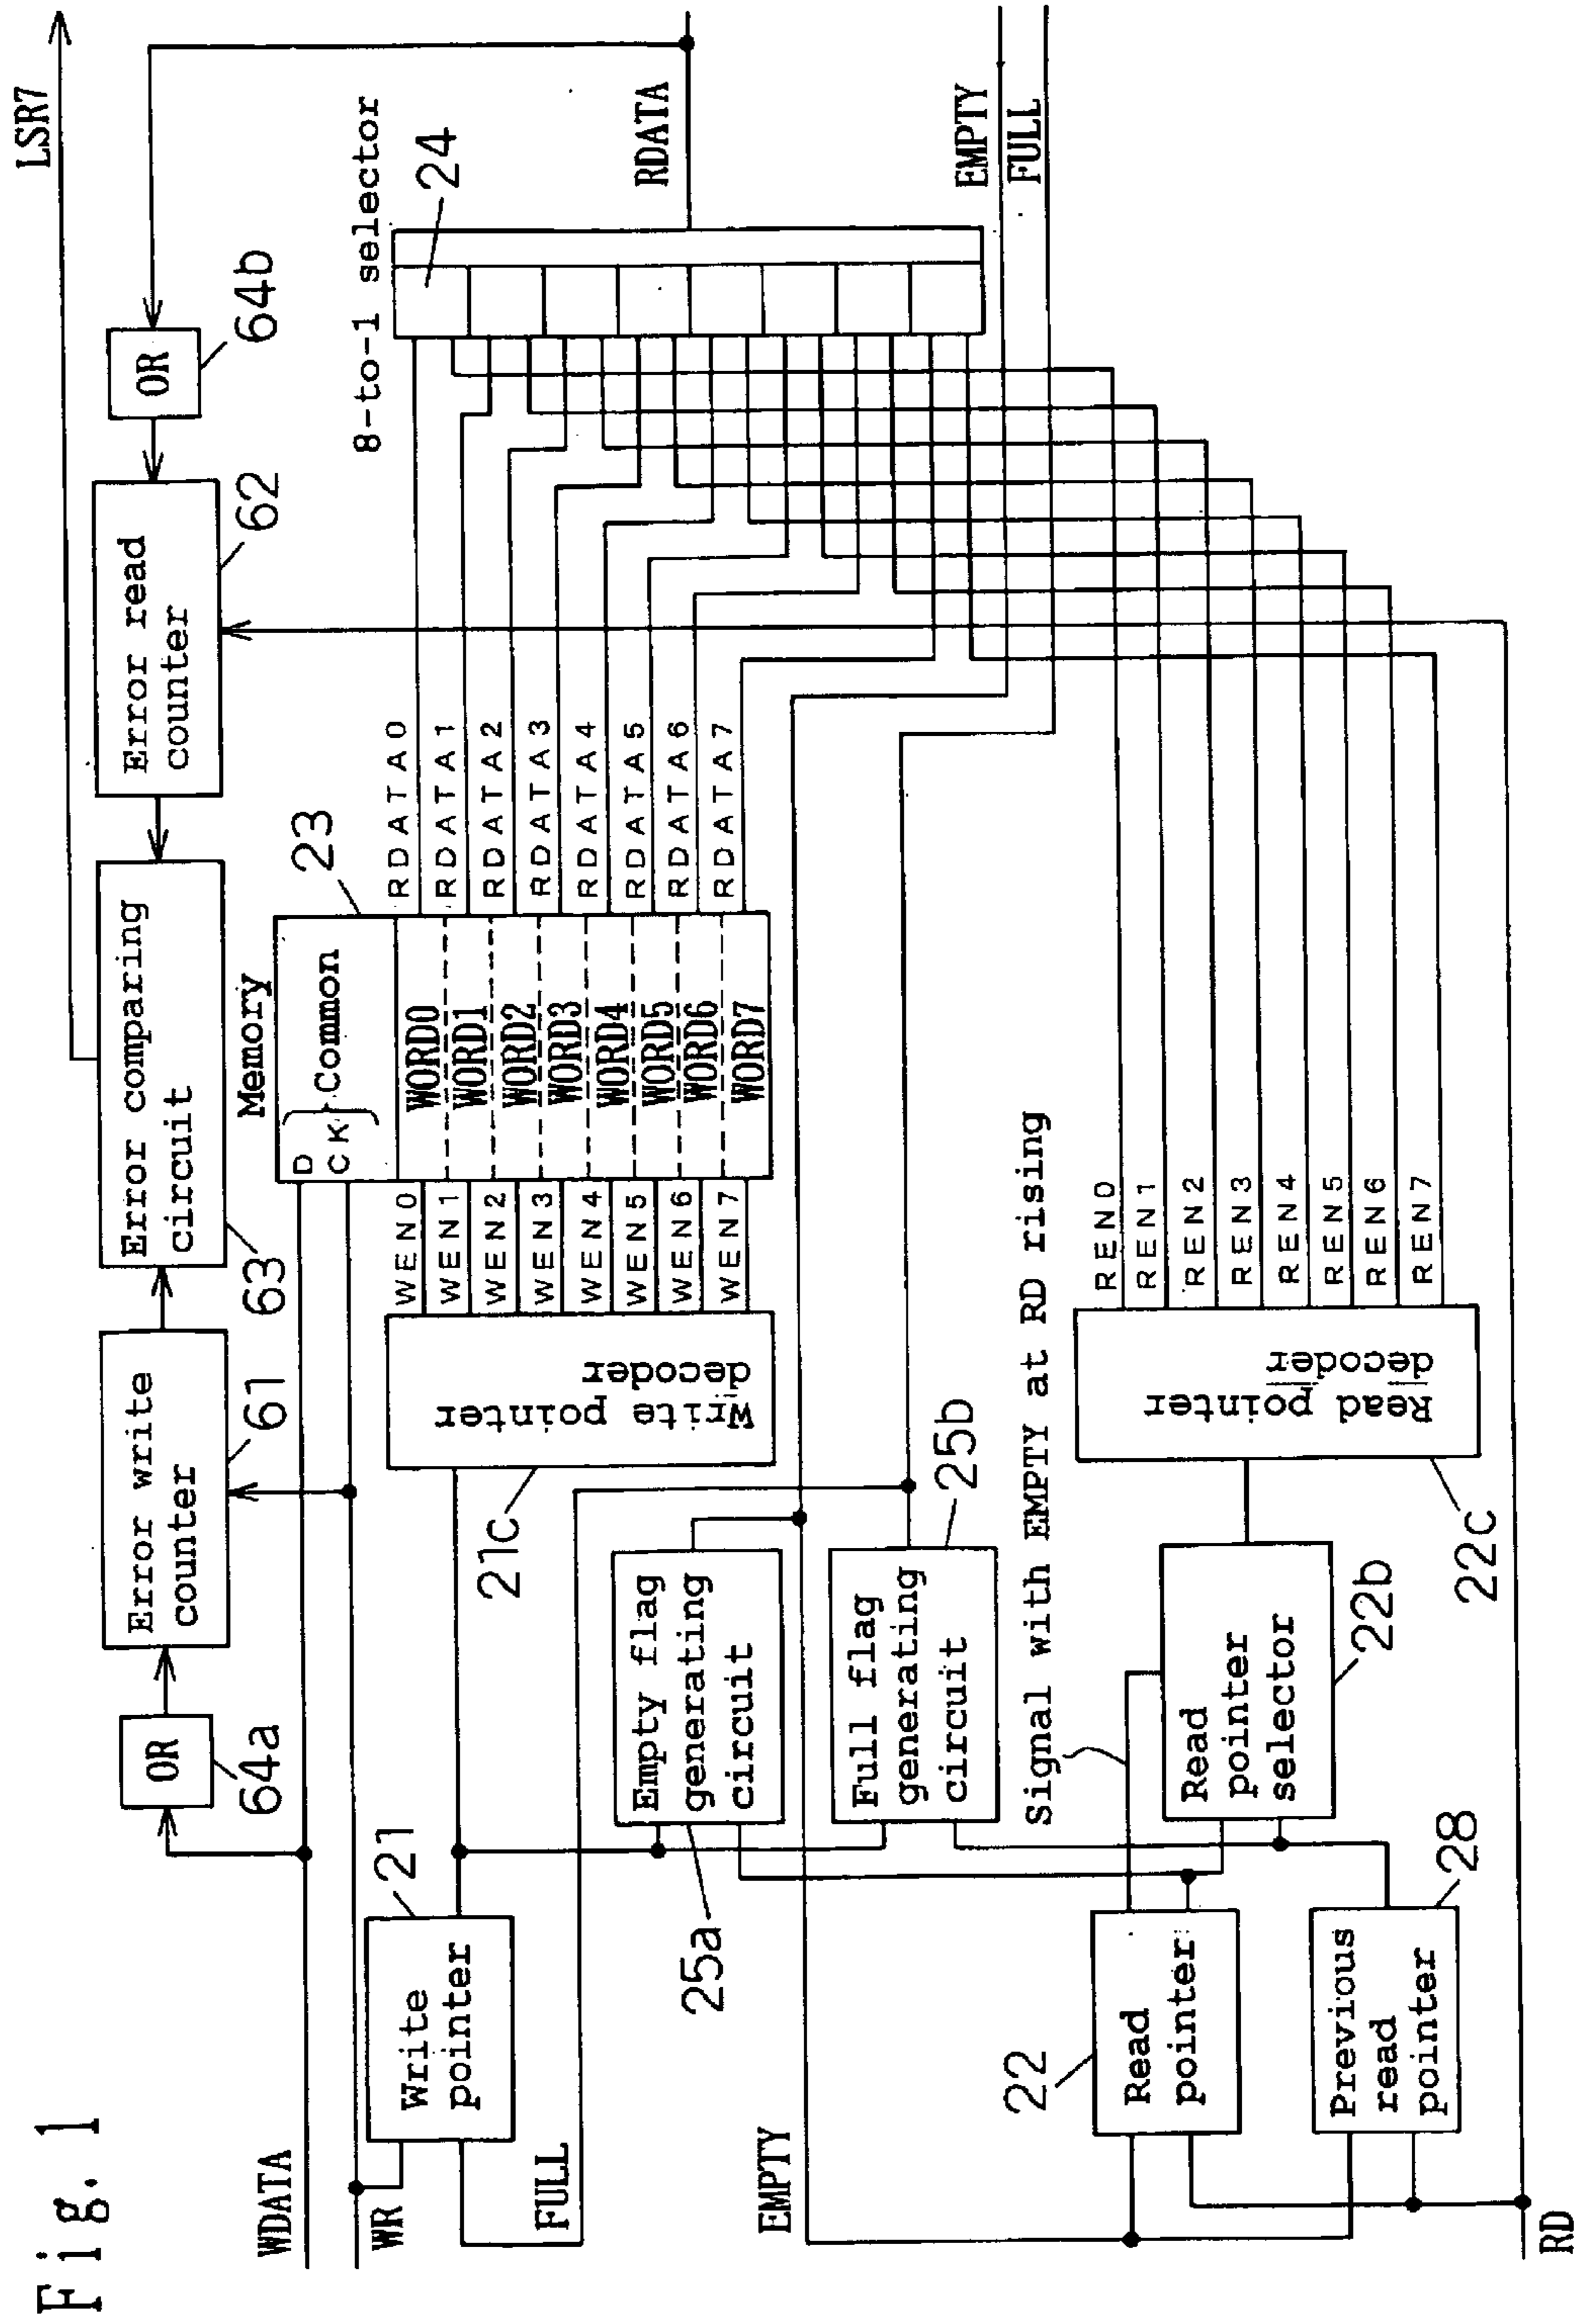 Fig. 1
LSR7
OR
64a
Error write
counter
61
Error comparing
circuit
63
Error read
counter
62
OR
64b
WDATA
WR
Write
pointer
21
FULL
Write pointer
decoder
21c
WEN0
WEN1
WEN2
WEN3
WEN4
WEN5
WEN6
WEN7
Memory
23
D
CK
Common
WORD0
WORD1
WORD2
WORD3
WORD4
WORD5
WORD6
WORD7
RDATA0
RDATA1
RDATA2
RDATA3
RDATA4
RDATA5
RDATA6
RDATA7
8-to-1 selector
24
RDATA
EMPTY
FULL
Empty flag
generating
circuit
25a
Full flag
generating
circuit
25b
EMPTY
Signal with EMPTY at RD rising
Read
pointer
22
Previous
read
pointer
28
Read
pointer
selector
22b
Read pointer
decoder
22c
REN0
REN1
REN2
REN3
REN4
REN5
REN6
REN7
RD